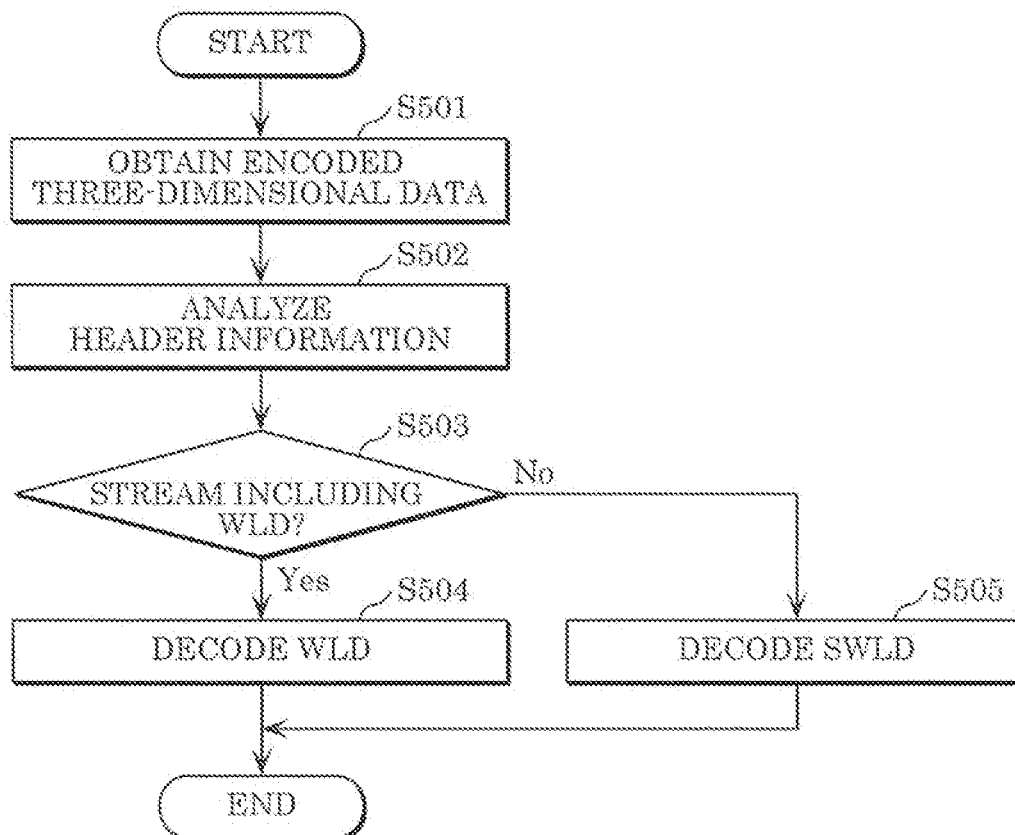 START
S501
OBTAIN ENCODED
THREE-DIMENSIONAL DATA
S502
ANALYZE
HEADER INFORMATION
S503
STREAM INCLUDING
WLD?
No
Yes
S504
DECODE WLD
S505
DECODE SWLD
END